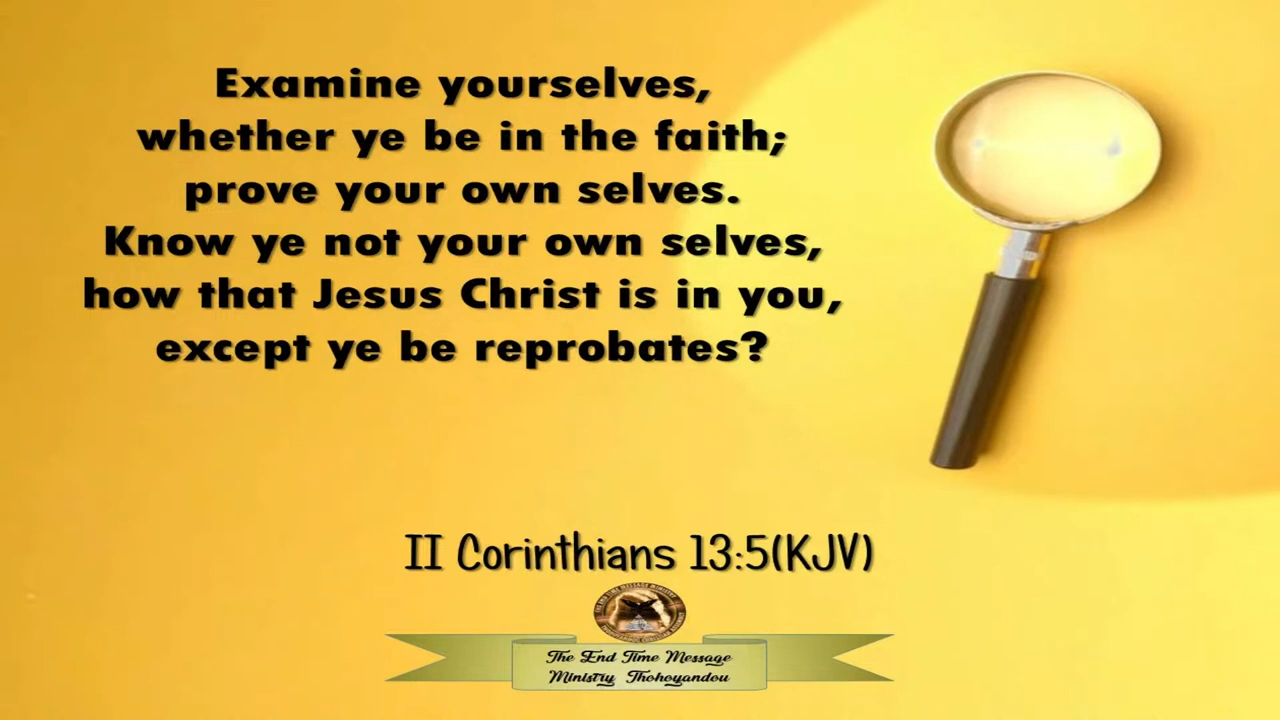 Examine yourselves,
whether ye be in the faith;
prove your own selves.
Know ye not your own selves,
how that Jesus Christ is in you,
except ye be reprobates?
II Corinthians 13:5(KJV)
The End Time Message
Ministry Thohoyandou